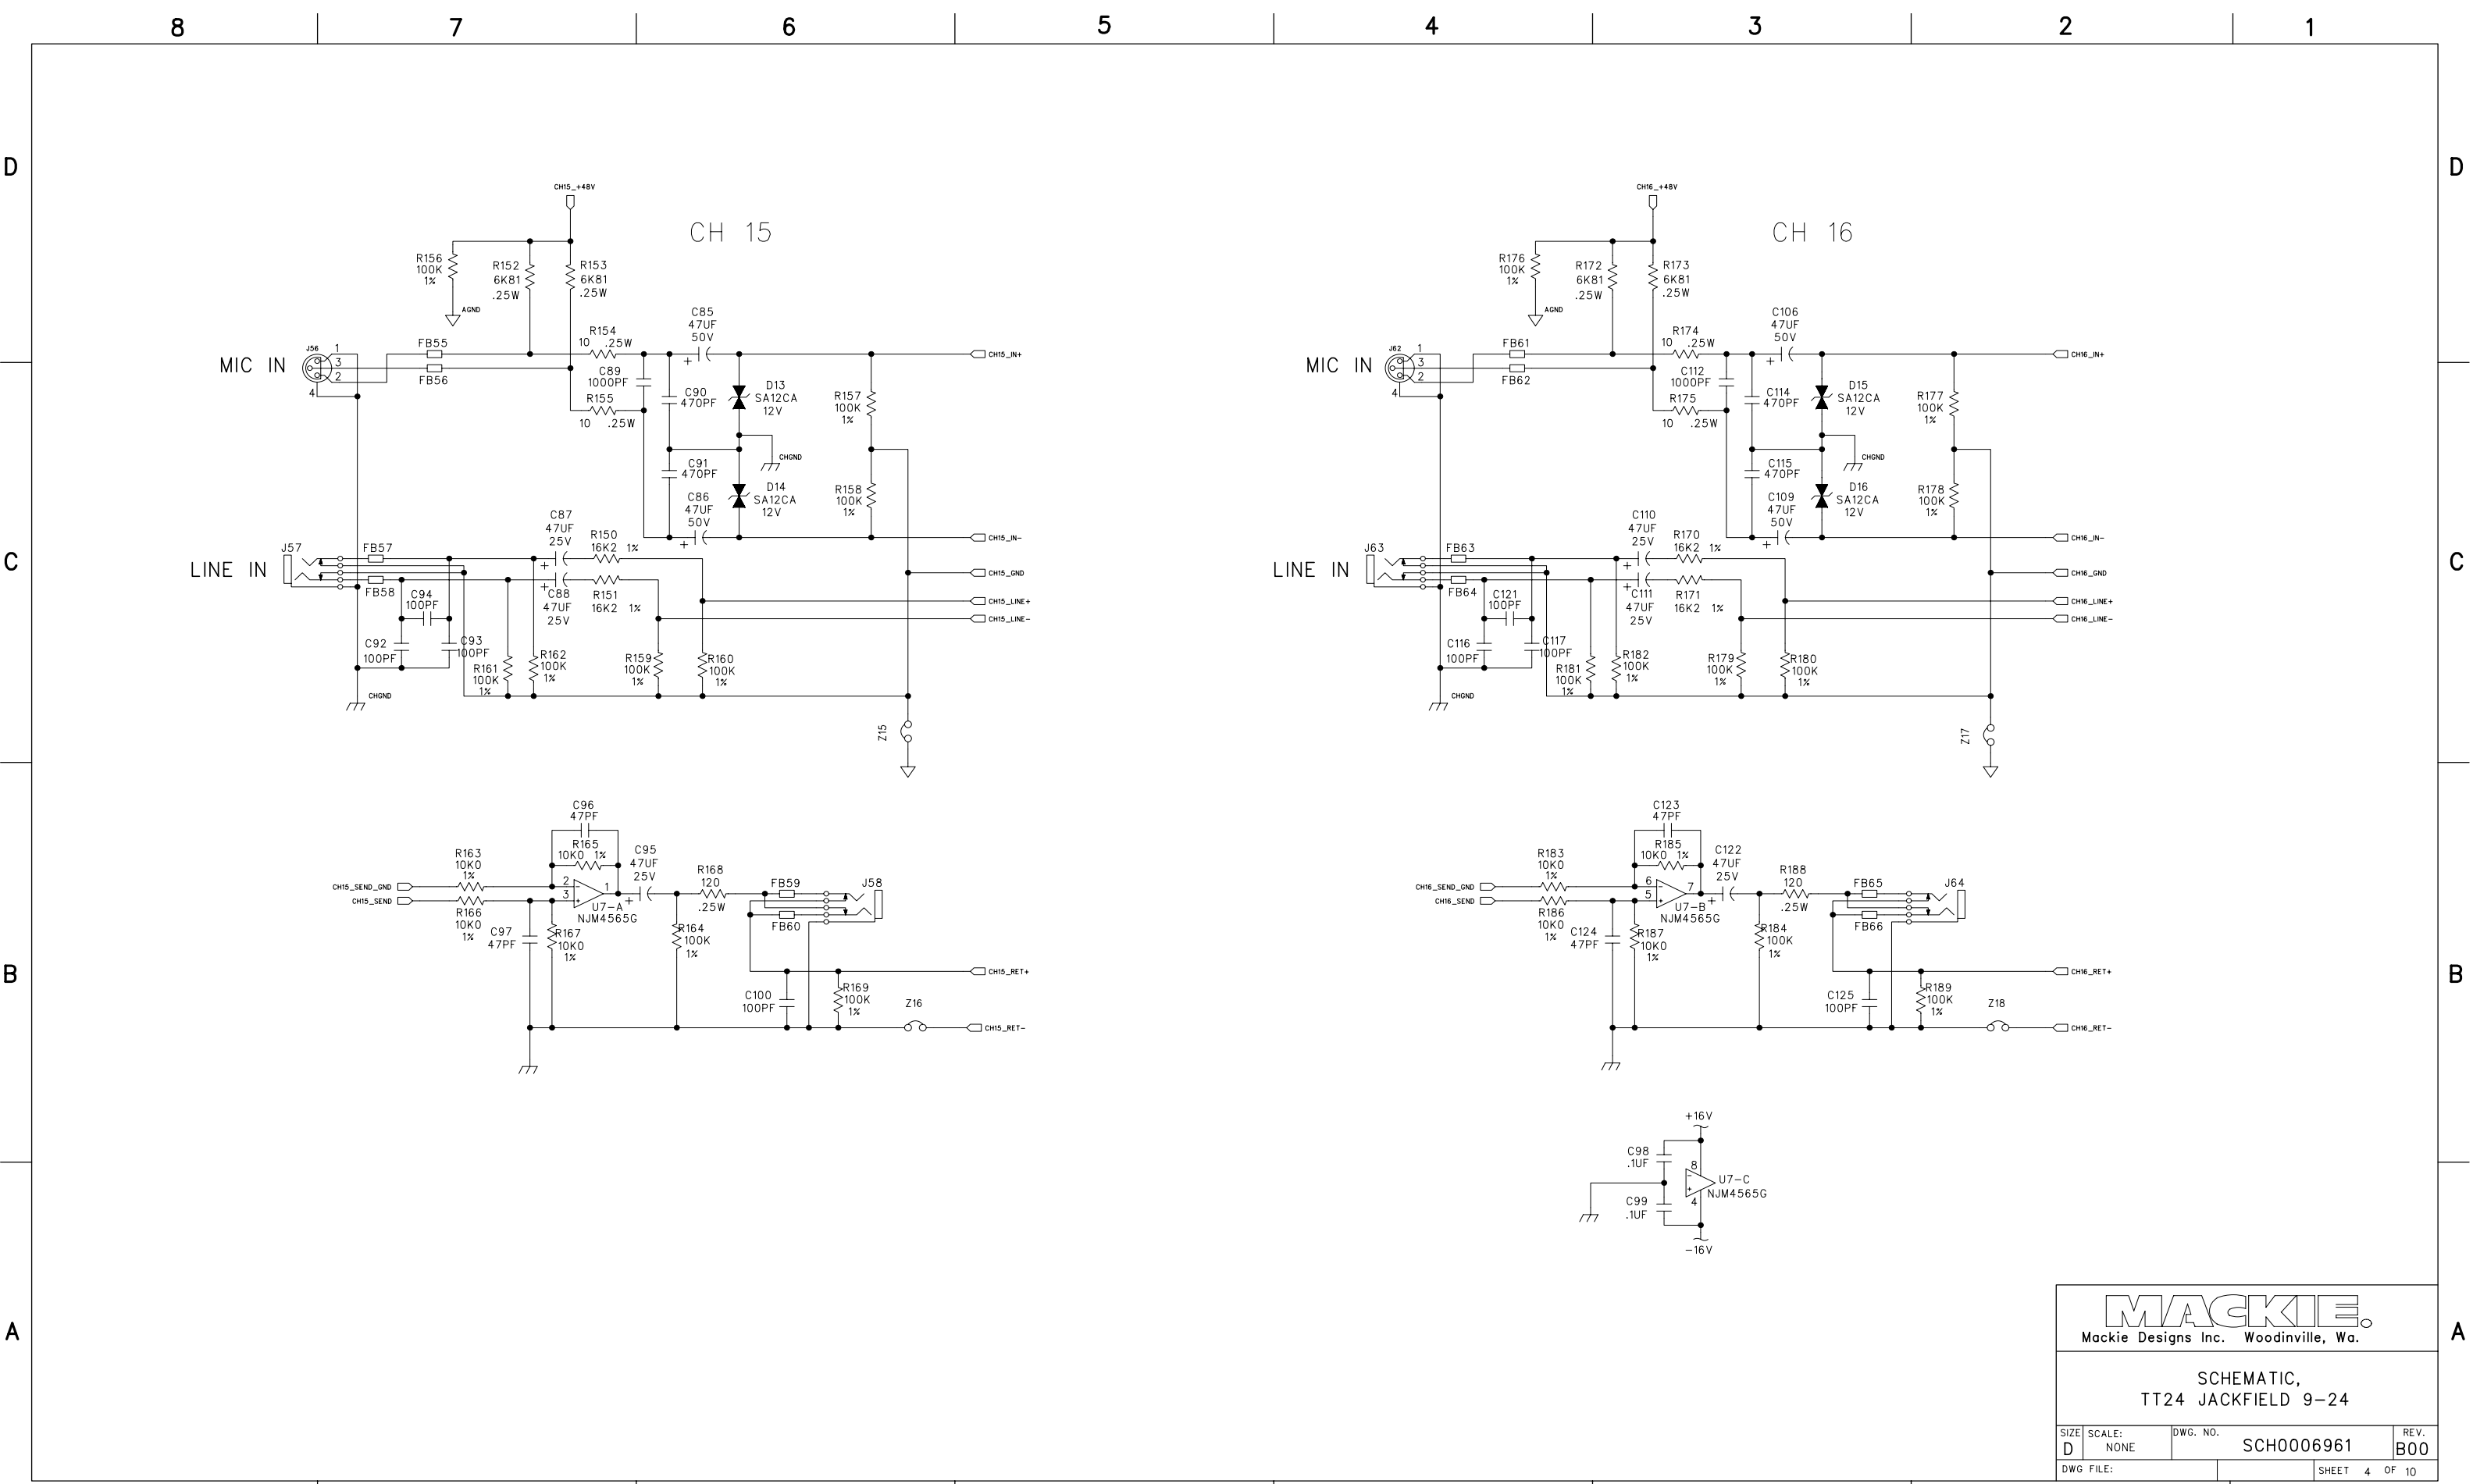 8 7 6 5 4 3 2 1
D
D
C
C
B
B
A
A
CH15_+48V
CH 15
R156
100K
1%
AGND
R152
6K81
.25W
R153
6K81
.25W
MIC IN
J56
1
3
2
4
FB55
FB56
R154
10 .25W
C89
1000PF
R155
10 .25W
C85
47UF
50V
C90
470PF
D13
SA12CA
12V
CHGND
R157
100K
1%
CH15_IN+
C91
470PF
C86
47UF
50V
D14
SA12CA
12V
R158
100K
1%
CH15_IN-
LINE IN
J57
FB57
FB58
C94
100PF
C92
100PF
C93
100PF
C87
47UF
25V
R150
16K2 1%
C88
47UF
25V
R151
16K2 1%
R161
100K
1%
R162
100K
1%
R159
100K
1%
R160
100K
1%
CHGND
CH15_GND
CH15_LINE+
CH15_LINE-
Z15
C96
47PF
R165
10K0 1%
R163
10K0
1%
CH15_SEND_GND
CH15_SEND
R166
10K0
1%
2
3
1
U7-A
NJM4565G
C97
47PF
R167
10K0
1%
C95
47UF
25V
R168
120
.25W
R164
100K
1%
FB59
FB60
J58
C100
100PF
R169
100K
1%
Z16
CH15_RET+
CH15_RET-
CH16_+48V
CH 16
R176
100K
1%
AGND
R172
6K81
.25W
R173
6K81
.25W
MIC IN
J62
1
3
2
4
FB61
FB62
R174
10 .25W
C112
1000PF
R175
10 .25W
C106
47UF
50V
C114
470PF
D15
SA12CA
12V
CHGND
R177
100K
1%
CH16_IN+
C115
470PF
C109
47UF
50V
D16
SA12CA
12V
R178
100K
1%
CH16_IN-
LINE IN
J63
FB63
FB64
C121
100PF
C116
100PF
C117
100PF
C110
47UF
25V
R170
16K2 1%
C111
47UF
25V
R171
16K2 1%
R181
100K
1%
R182
100K
1%
R179
100K
1%
R180
100K
1%
CHGND
CH16_GND
CH16_LINE+
CH16_LINE-
Z17
C123
47PF
R185
10K0 1%
R183
10K0
1%
CH16_SEND_GND
CH16_SEND
R186
10K0
1%
6
5
7
U7-B
NJM4565G
C124
47PF
R187
10K0
1%
C122
47UF
25V
R188
120
.25W
R184
100K
1%
FB65
FB66
J64
C125
100PF
R189
100K
1%
Z18
CH16_RET+
CH16_RET-
+16V
C98
.1UF
8
U7-C
NJM4565G
C99
.1UF
4
-16V
MACKIE.
Mackie Designs Inc. Woodinville, Wa.
SCHEMATIC,
TT24 JACKFIELD 9-24
SIZE
D
SCALE:
NONE
DWG. NO.
SCH0006961
REV.
B00
DWG FILE:
SHEET 4 OF 10